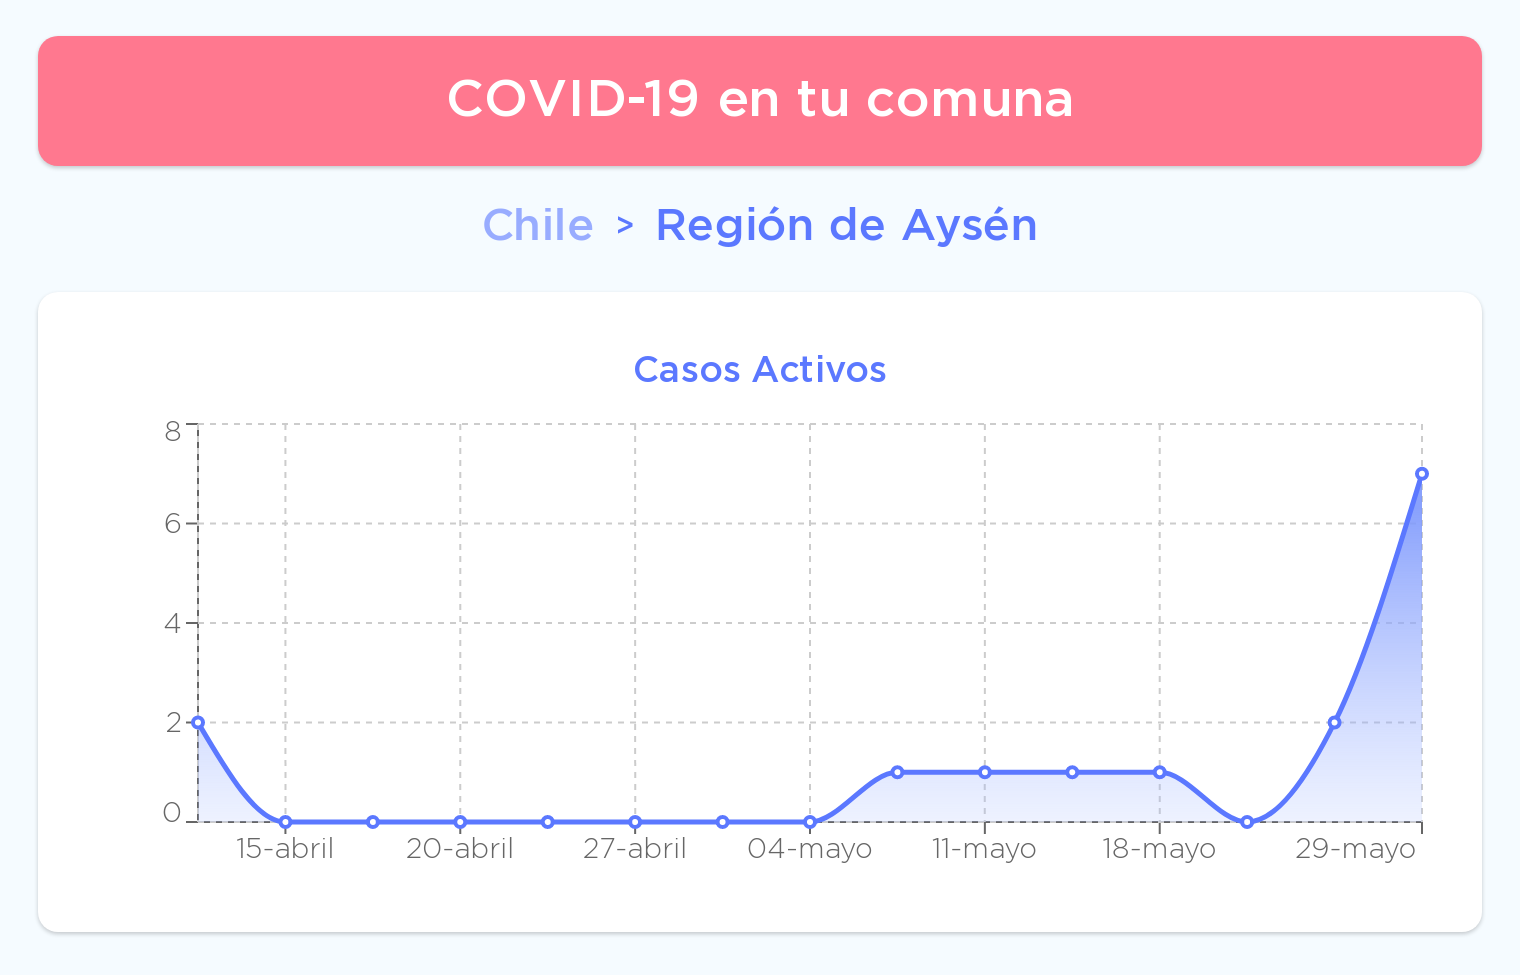 COVID-19 en tu comuna
Chile > Región de Aysén
Casos Activos
8
6
4
2
0
15-abril 20-abril 27-abril 04-mayo 11-mayo 18-mayo 29-mayo